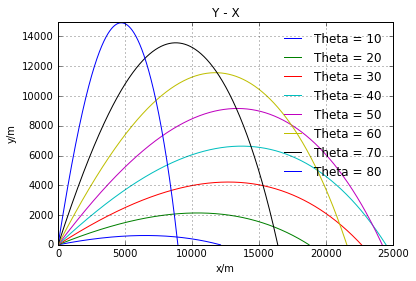 Y - X
14000
12000
10000
8000
6000
4000
2000
0
y/m
Theta = 10
Theta = 20
Theta = 30
Theta = 40
Theta = 50
Theta = 60
Theta = 70
Theta = 80
0 5000 10000 15000 20000 25000
x/m